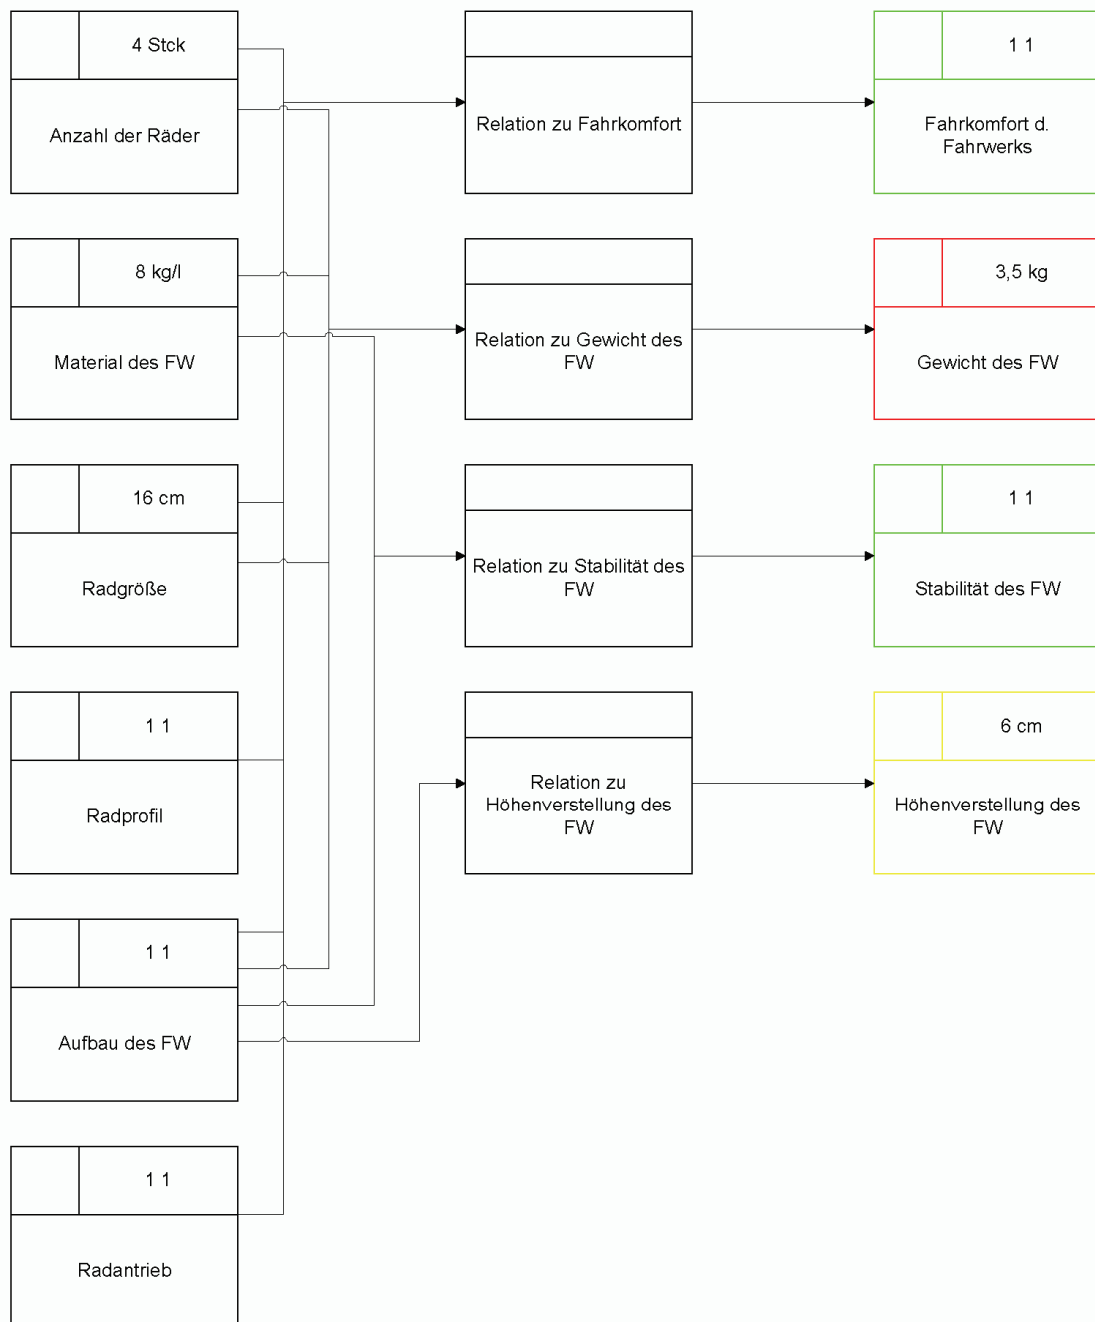 4 Stck
Anzahl der Räder
Relation zu Fahrkomfort
1 1
Fahrkomfort d.
Fahrwerks
8 kg/l
Material des FW
Relation zu Gewicht des
FW
3,5 kg
Gewicht des FW
16 cm
Radgröße
Relation zu Stabilität des
FW
1 1
Stabilität des FW
1 1
Radprofil
Relation zu
Höhenverstellung des
FW
6 cm
Höhenverstellung des
FW
1 1
Aufbau des FW
1 1
Radantrieb